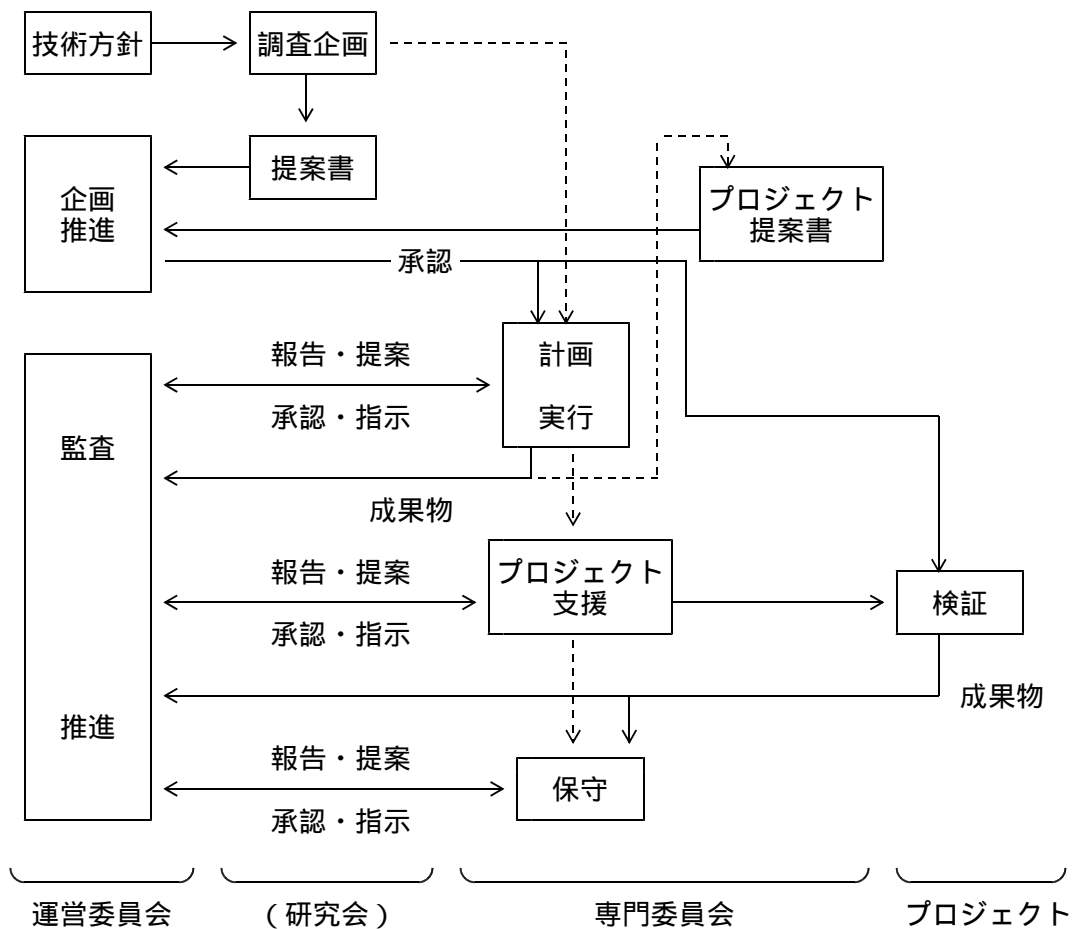 技術方針
調査企画
企画
推進
提案書
プロジェクト
提案書
承認
計画
実行
報告・提案
承認・指示
監査
成果物
報告・提案
承認・指示
プロジェクト
支援
検証
推進
成果物
報告・提案
承認・指示
保守
運営委員会
（研究会）
専門委員会
プロジェクト